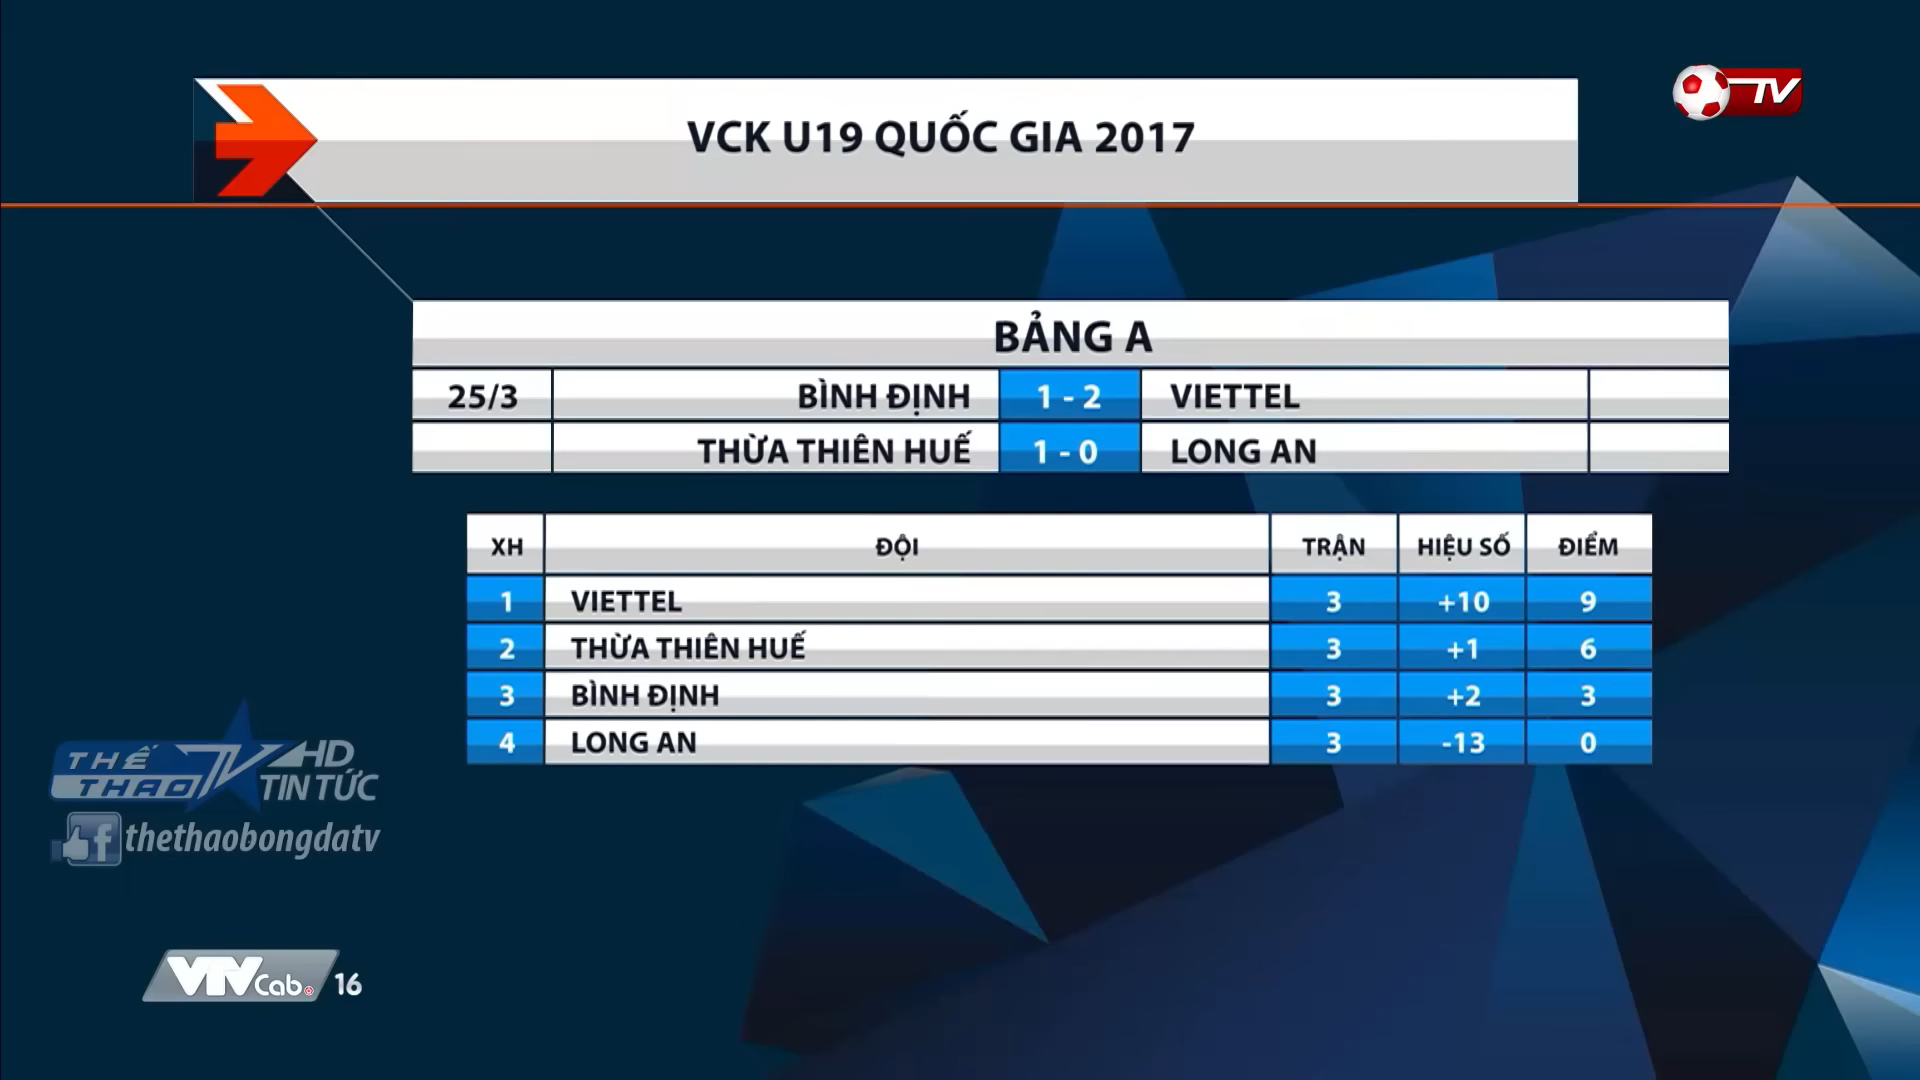 VCK U19 QUỐC GIA 2017
TV
BẢNG A
25/3 BÌNH ĐỊNH 1 - 2 VIETTEL
THỪA THIÊN HUẾ 1 - 0 LONG AN
XH ĐỘI TRẬN HIỆU SỐ ĐIỂM
1 VIETTEL 3 +10 9
2 THỪA THIÊN HUẾ 3 +1 6
3 BÌNH ĐỊNH 3 +2 3
4 LONG AN 3 -13 0
THẾ THAO TV HD
TIN TỨC
f thethaobongdatv
VTVCab 16